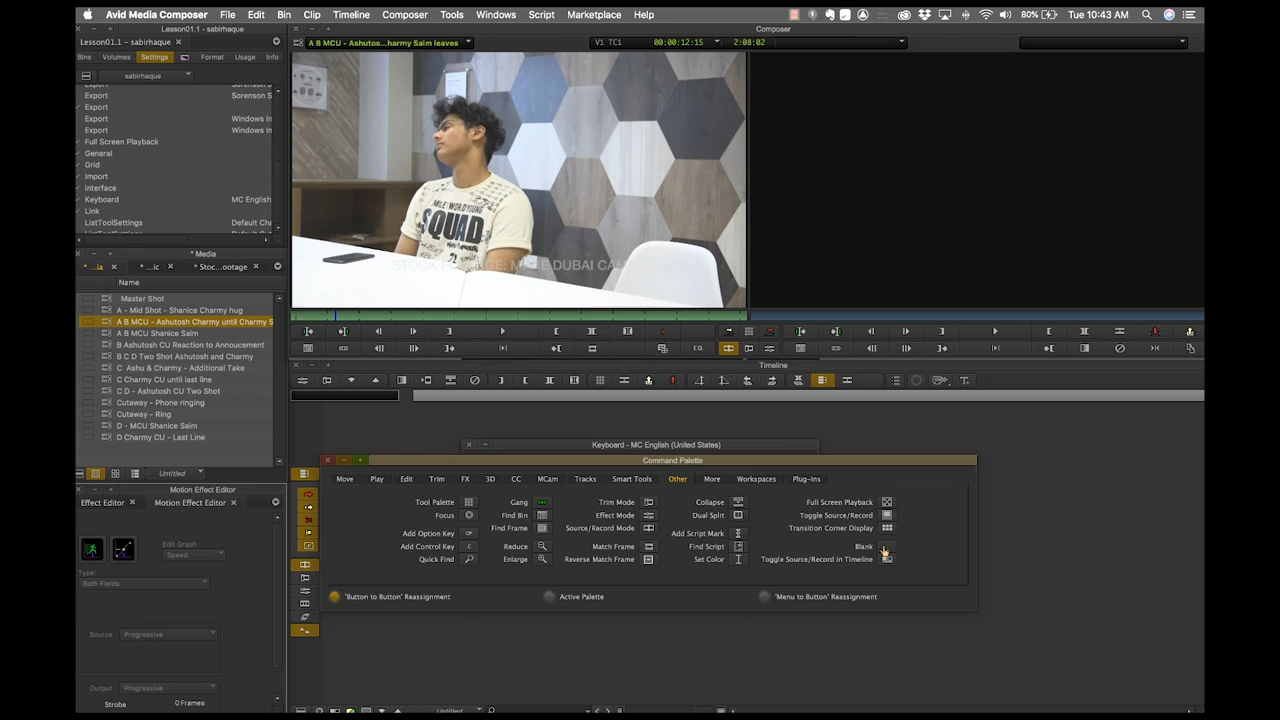 Avid Media Composer File Edit Bin Clip Timeline Composer Tools Windows Script Marketplace Help 80% Tue 10:43 AM
Lesson01.1 - sabirhaque
Composer
Lesson01.1 - sabirhaque
A B MCU - Ashutos...harmy Saim leaves V1 TC1 00:00:12:15 2:08:02
Bins Volumes Settings Format Usage Info
sabirhaque
Export Sorenson S
Export Sorenson S
Export
Export Windows In
Export Windows In
Full Screen Playback
General
Grid
Import
Interface
Keyboard MC English
Link
ListToolSettings Default Cha
* Media
* ...ia * ...ic * Stoc...ootage
Name
Master Shot
A - Mid Shot - Shanice Charmy hug
A B MCU - Ashutosh Charmy until Charmy S
A B MCU Shanice Saim
B Ashutosh CU Reaction to Annoucement
B C D Two Shot Ashutosh and Charmy
C Ashu & Charmy - Additional Take
C Charmy CU until last line
C D - Ashutosh CU Two Shot
Cutaway - Phone ringing
Cutaway - Ring
D - MCU Shanice Saim
D Charmy CU - Last Line
Untitled
SQUAD
Timeline
Keyboard - MC English (United States)
Command Palette
Move Play Edit Trim FX 3D CC MCam Tracks Smart Tools Other More Workspaces Plug-ins
Tool Palette Gang Trim Mode Collapse Full Screen Playback
Focus Find Bin Effect Mode Dual Split Toggle Source/Record
Find Frame Source/Record Mode Transition Corner Display
Add Option Key Add Script Mark
Add Control Key Reduce Match Frame Find Script Blank
Quick Find Enlarge Reverse Match Frame Set Color Toggle Source/Record in Timeline
'Button to Button' Reassignment Active Palette 'Menu to Button' Reassignment
Motion Effect Editor
Effect Editor Motion Effect Editor
Edit Graph
Speed
Type:
Both Fields
Source Progressive
Output Progressive
Strobe 0 Frames
Untitled